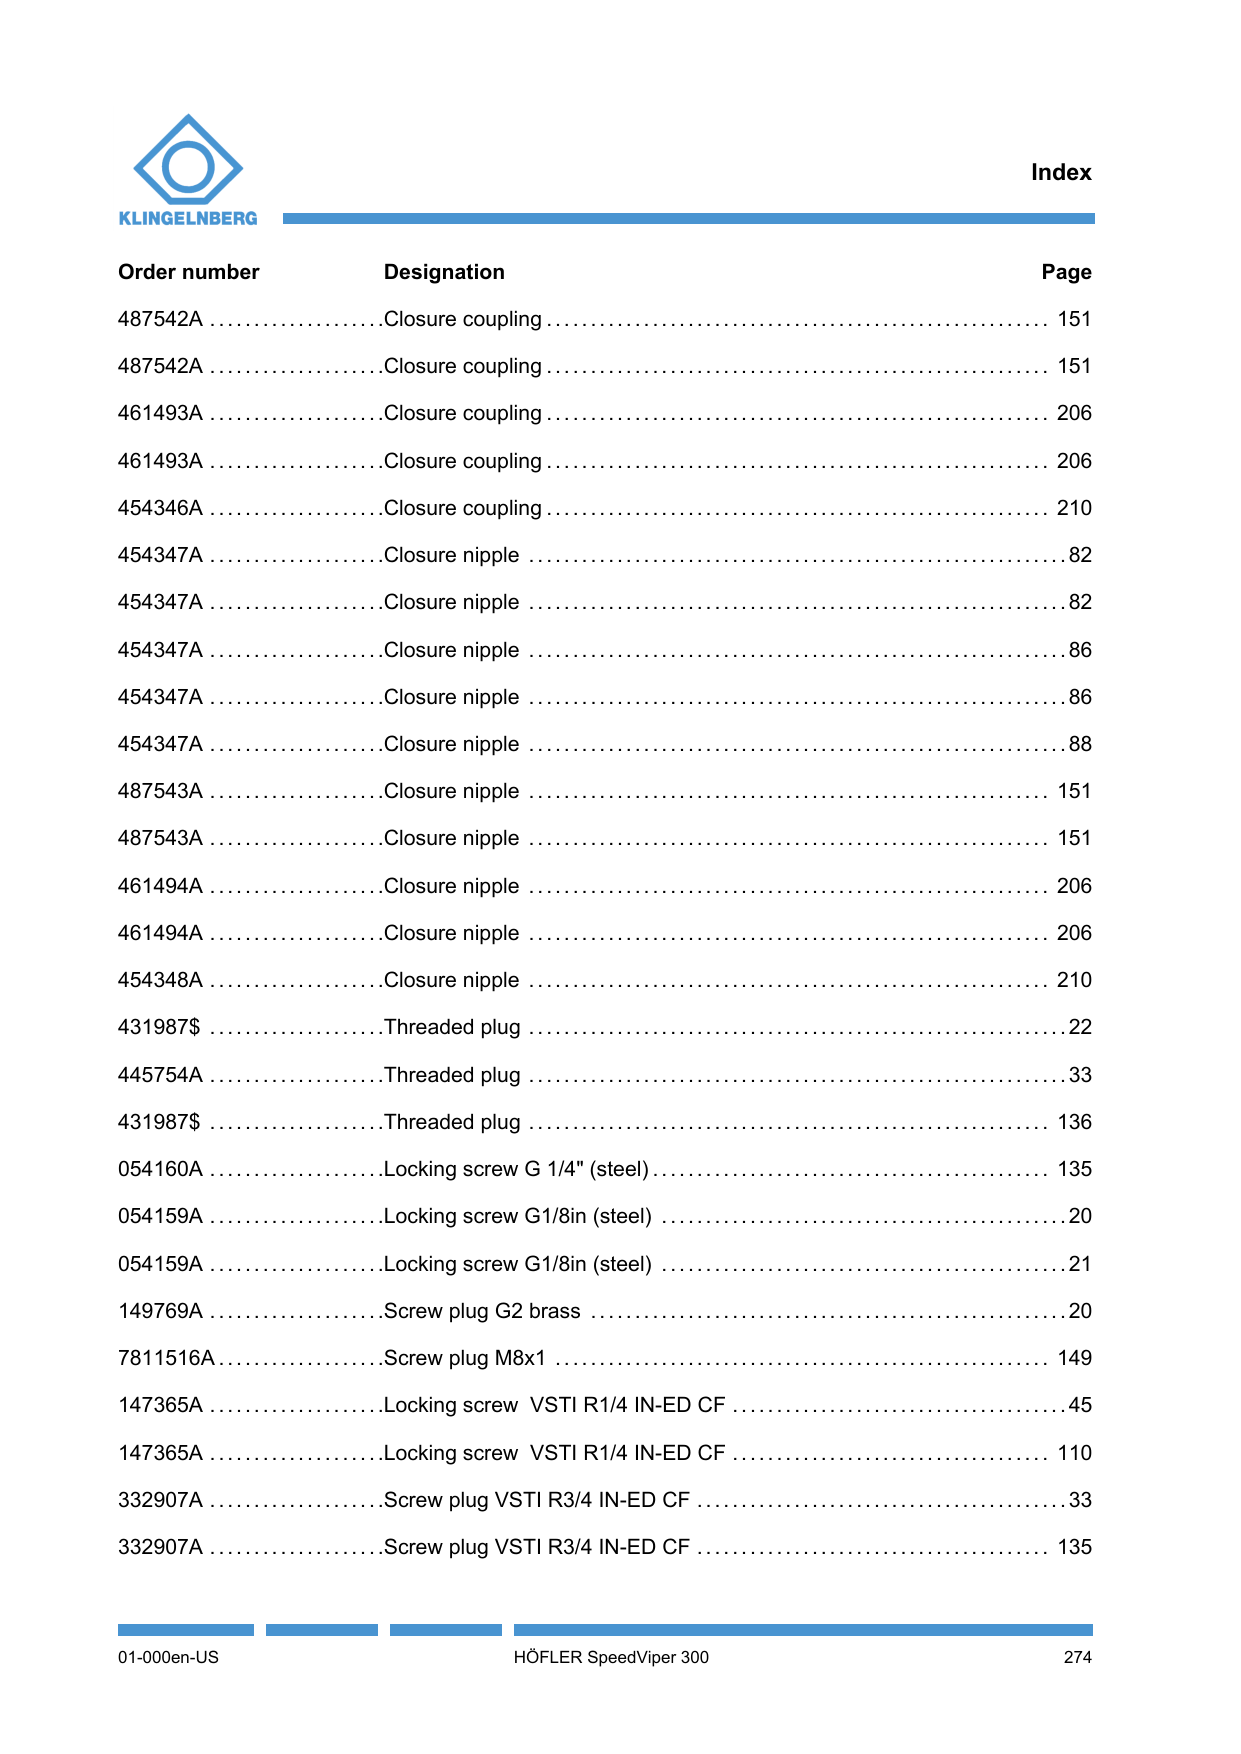 KLINGELNBERG
Index
Order number Designation Page
487542A ....................Closure coupling ......................................................... 151
487542A ....................Closure coupling ......................................................... 151
461493A ....................Closure coupling ......................................................... 206
461493A ....................Closure coupling ......................................................... 206
454346A ....................Closure coupling ......................................................... 210
454347A ....................Closure nipple .............................................................82
454347A ....................Closure nipple .............................................................82
454347A ....................Closure nipple .............................................................86
454347A ....................Closure nipple .............................................................86
454347A ....................Closure nipple .............................................................88
487543A ....................Closure nipple ........................................................... 151
487543A ....................Closure nipple ........................................................... 151
461494A ....................Closure nipple ........................................................... 206
461494A ....................Closure nipple ........................................................... 206
454348A ....................Closure nipple ........................................................... 210
431987$ ....................Threaded plug .............................................................22
445754A ....................Threaded plug .............................................................33
431987$ ....................Threaded plug ........................................................... 136
054160A ....................Locking screw G 1/4" (steel) ............................................. 135
054159A ....................Locking screw G1/8in (steel) ..............................................20
054159A ....................Locking screw G1/8in (steel) ..............................................21
149769A ....................Screw plug G2 brass ......................................................20
7811516A ...................Screw plug M8x1 ........................................................ 149
147365A ....................Locking screw  VSTI R1/4 IN-ED CF ......................................45
147365A ....................Locking screw  VSTI R1/4 IN-ED CF .................................... 110
332907A ....................Screw plug VSTI R3/4 IN-ED CF ..........................................33
332907A ....................Screw plug VSTI R3/4 IN-ED CF ........................................ 135
01-000en-US HÖFLER SpeedViper 300 274